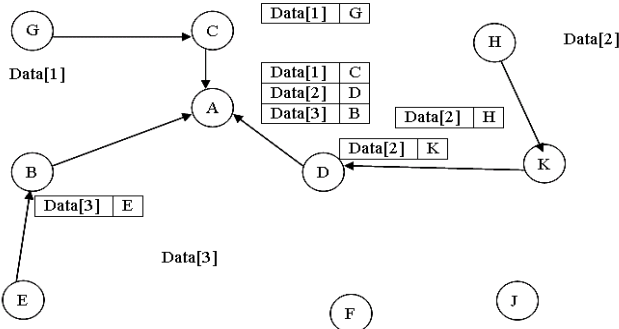 G
C
Data[1] G
H
Data[2]
Data[1]
Data[1] C
Data[2] D
Data[3] B
A
Data[2] H
Data[2] K
B
D
K
Data[3] E
Data[3]
E
F
J